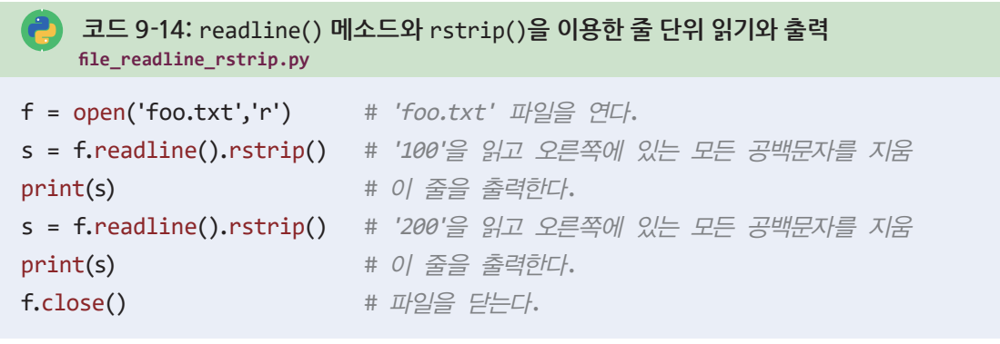 코드 9-14: readline() 메소드와 rstrip()을 이용한 줄 단위 읽기와 출력
file_readline_rstrip.py
f = open('foo.txt','r') # 'foo.txt' 파일을 연다.
s = f.readline().rstrip() # '100'을 읽고 오른쪽에 있는 모든 공백문자를 지움
print(s) # 이 줄을 출력한다.
s = f.readline().rstrip() # '200'을 읽고 오른쪽에 있는 모든 공백문자를 지움
print(s) # 이 줄을 출력한다.
f.close() # 파일을 닫는다.